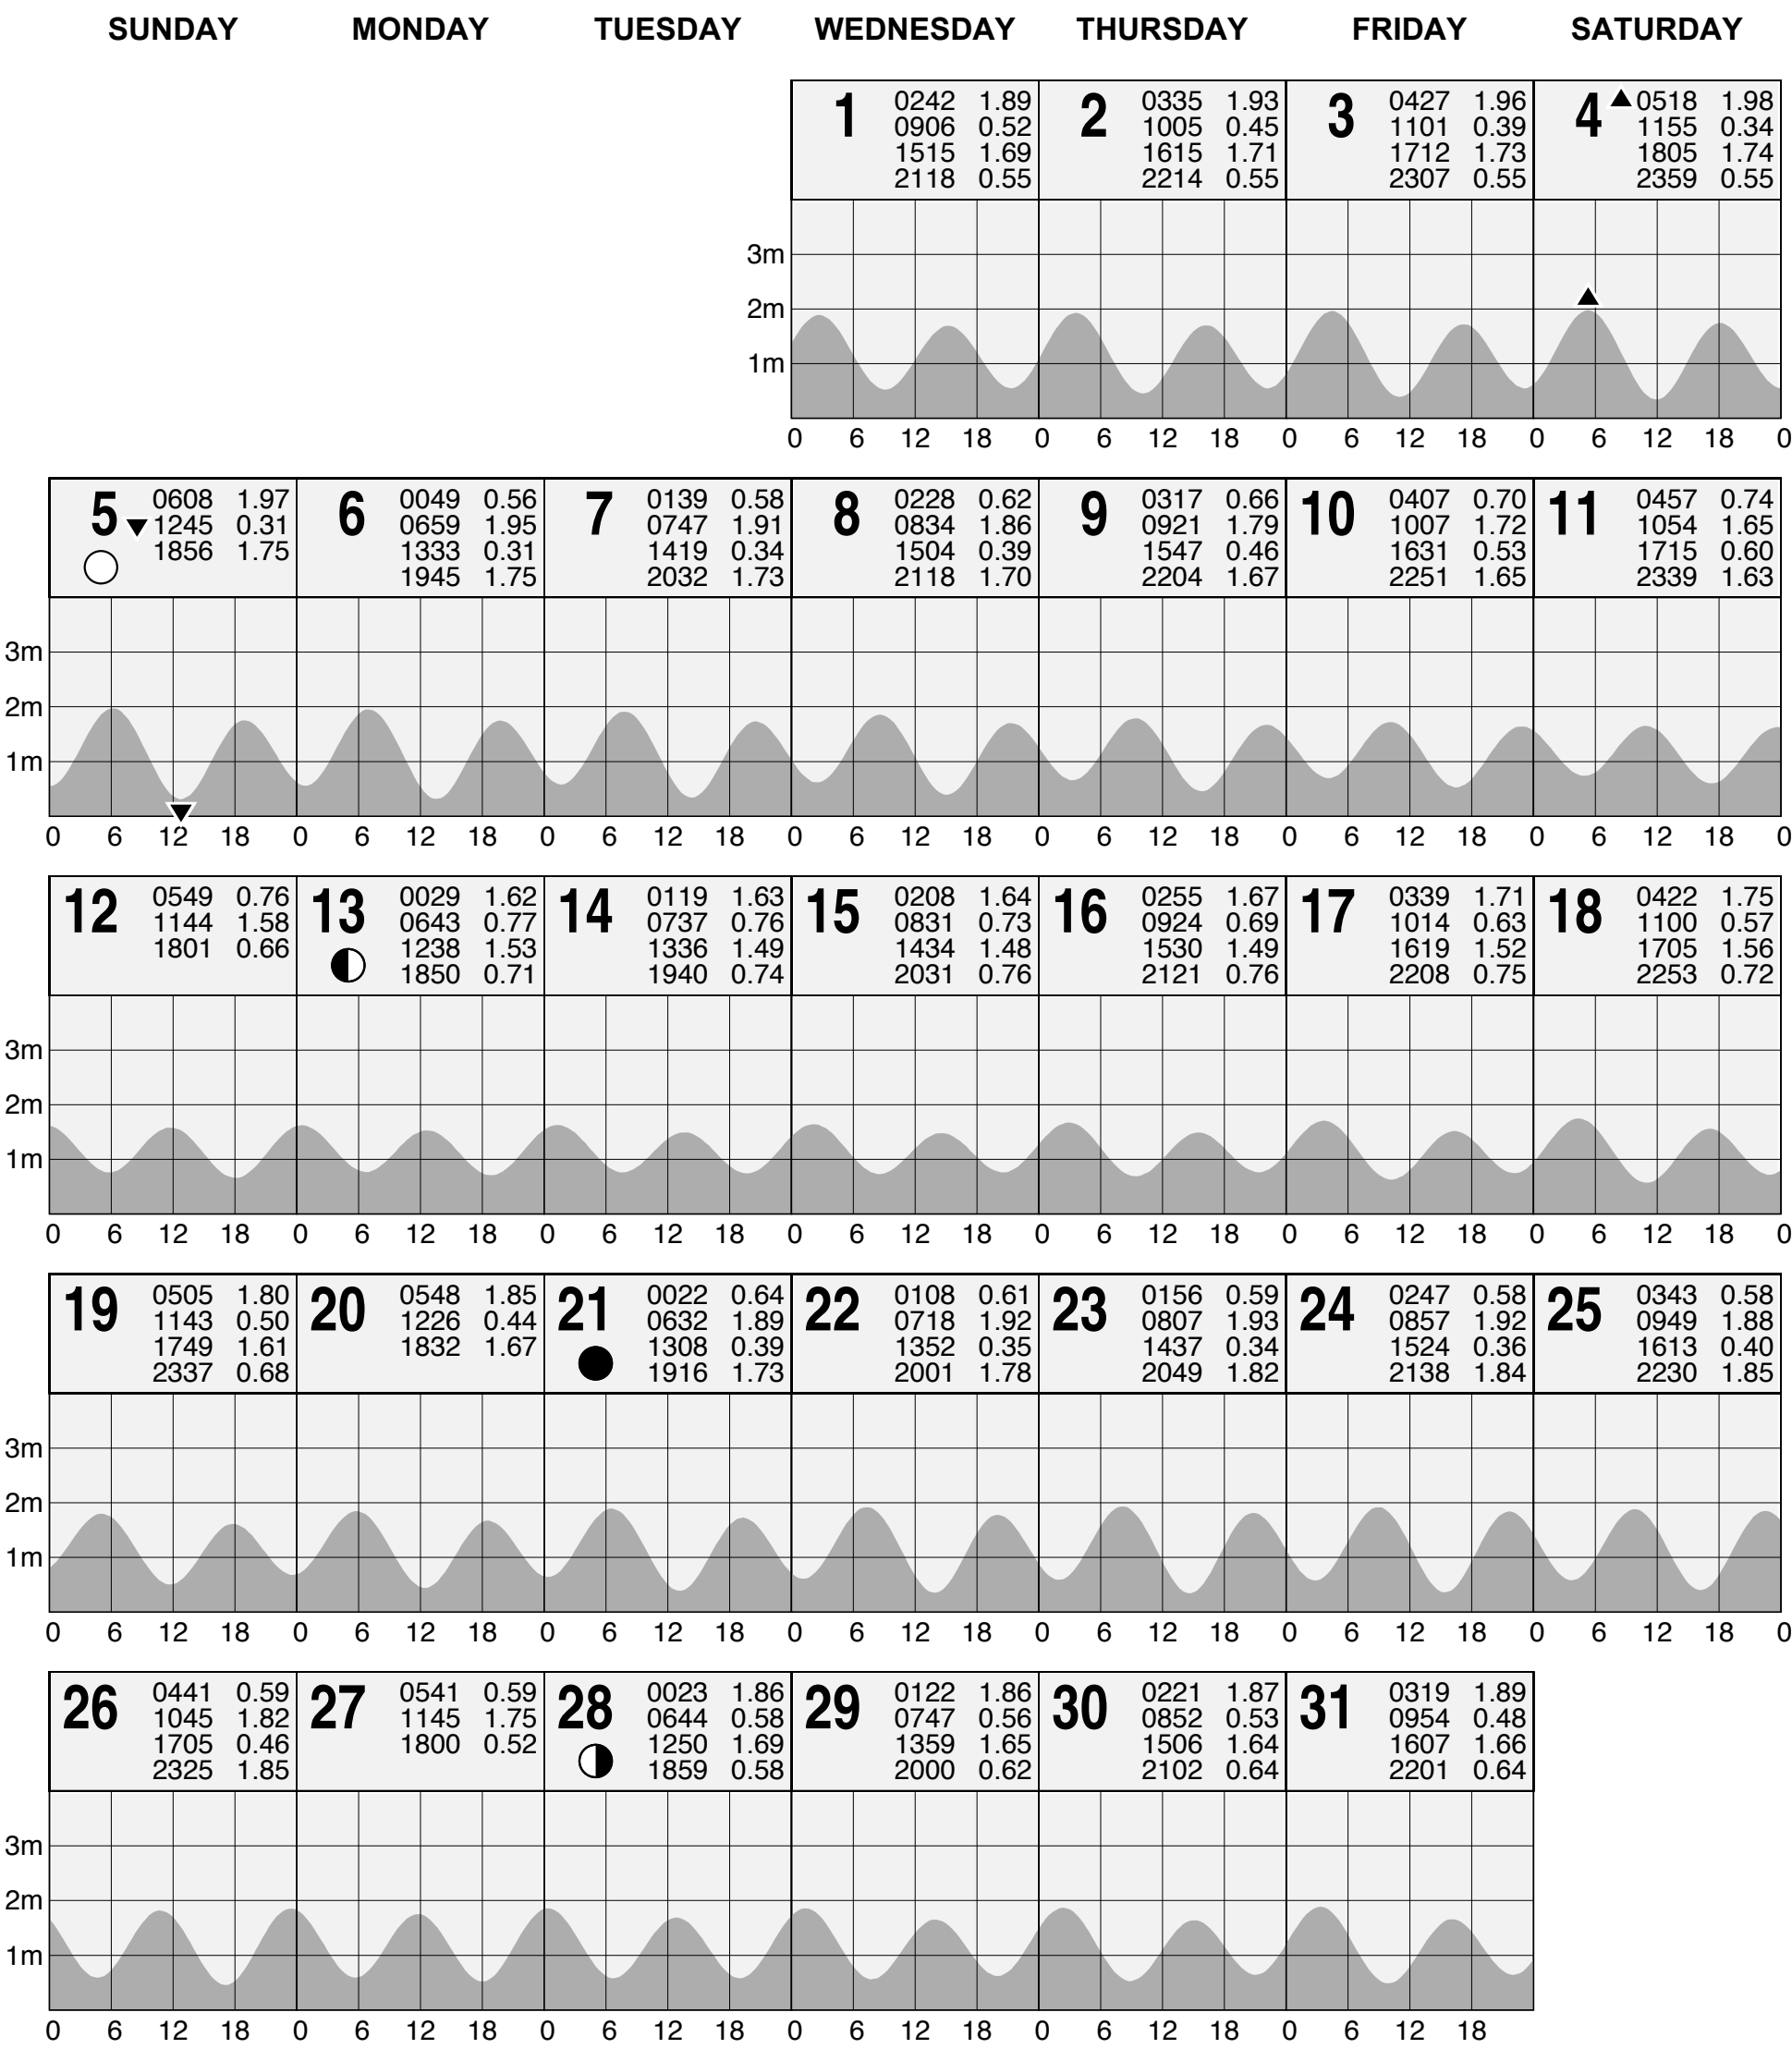 SUNDAY MONDAY TUESDAY WEDNESDAY THURSDAY FRIDAY SATURDAY
1 0242 1.89 2 0335 1.93 3 0427 1.96 4 0518 1.98
0906 0.52 1005 0.45 1101 0.39 1155 0.34
1515 1.69 1615 1.71 1712 1.73 1805 1.74
2118 0.55 2214 0.55 2307 0.55 2359 0.55
3m
2m
1m
0 6 12 18 0 6 12 18 0 6 12 18 0 6 12 18 0
5 0608 1.97 6 0049 0.56 7 0139 0.58 8 0228 0.62 9 0317 0.66 10 0407 0.70 11 0457 0.74
1245 0.31 0659 1.95 0747 1.91 0834 1.86 0921 1.79 1007 1.72 1054 1.65
1856 1.75 1333 0.31 1419 0.34 1504 0.39 1547 0.46 1631 0.53 1715 0.60
1945 1.75 2032 1.73 2118 1.70 2204 1.67 2251 1.65 2339 1.63
3m
2m
1m
0 6 12 18 0 6 12 18 0 6 12 18 0 6 12 18 0 6 12 18 0 6 12 18 0 6 12 18 0
12 0549 0.76 13 0029 1.62 14 0119 1.63 15 0208 1.64 16 0255 1.67 17 0339 1.71 18 0422 1.75
1144 1.58 0643 0.77 0737 0.76 0831 0.73 0924 0.69 1014 0.63 1100 0.57
1801 0.66 1238 1.53 1336 1.49 1434 1.48 1530 1.49 1619 1.52 1705 1.56
1850 0.71 1940 0.74 2031 0.76 2121 0.76 2208 0.75 2253 0.72
3m
2m
1m
0 6 12 18 0 6 12 18 0 6 12 18 0 6 12 18 0 6 12 18 0 6 12 18 0 6 12 18 0
19 0505 1.80 20 0548 1.85 21 0022 0.64 22 0108 0.61 23 0156 0.59 24 0247 0.58 25 0343 0.58
1143 0.50 1226 0.44 0632 1.89 0718 1.92 0807 1.93 0857 1.92 0949 1.88
1749 1.61 1832 1.67 1308 0.39 1352 0.35 1437 0.34 1524 0.36 1613 0.40
2337 0.68 1916 1.73 2001 1.78 2049 1.82 2138 1.84 2230 1.85
3m
2m
1m
0 6 12 18 0 6 12 18 0 6 12 18 0 6 12 18 0 6 12 18 0 6 12 18 0 6 12 18 0
26 0441 0.59 27 0541 0.59 28 0023 1.86 29 0122 1.86 30 0221 1.87 31 0319 1.89
1045 1.82 1145 1.75 0644 0.58 0747 0.56 0852 0.53 0954 0.48
1705 0.46 1800 0.52 1250 1.69 1359 1.65 1506 1.64 1607 1.66
2325 1.85 1859 0.58 2000 0.62 2102 0.64 2201 0.64
3m
2m
1m
0 6 12 18 0 6 12 18 0 6 12 18 0 6 12 18 0 6 12 18 0 6 12 18